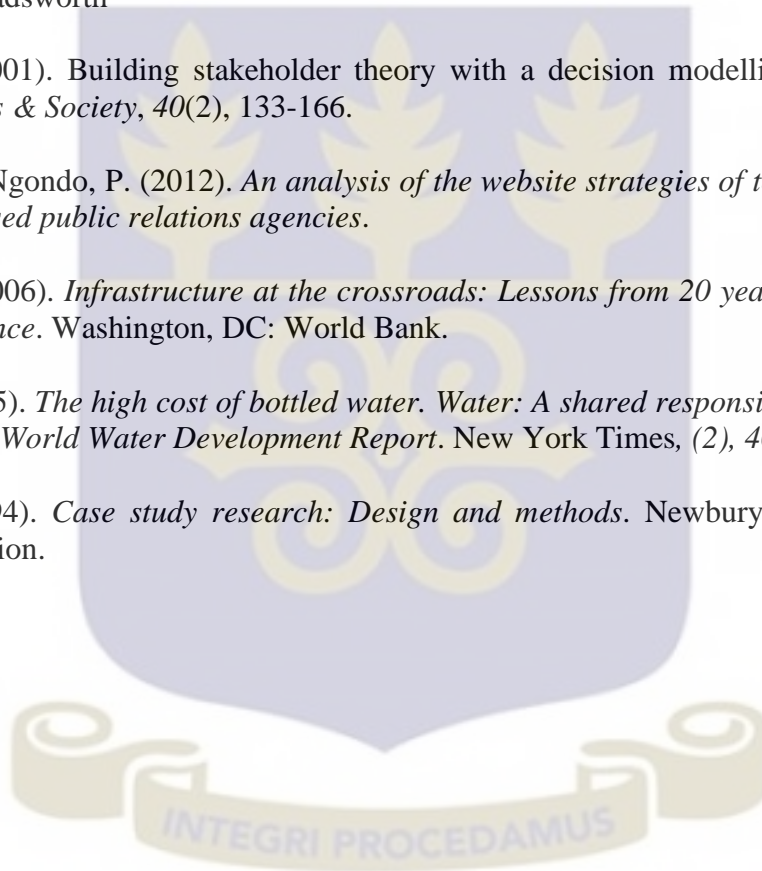 adsworth
001). Building stakeholder theory with a decision modelli
s & Society, 40(2), 133-166.
Ngondo, P. (2012). An analysis of the website strategies of t
ed public relations agencies.
006). Infrastructure at the crossroads: Lessons from 20 yea
nce. Washington, DC: World Bank.
5). The high cost of bottled water. Water: A shared responsi
World Water Development Report. New York Times, (2), 4
94). Case study research: Design and methods. Newbury
ion.
INTEGRI PROCEDAMUS